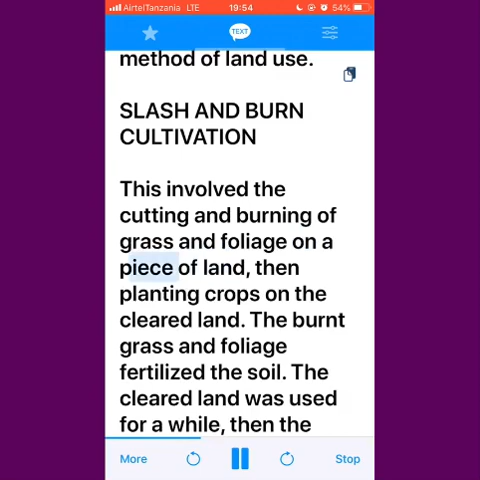 AirtelTanzania LTE 19:54 54%
TEXT
method of land use.
SLASH AND BURN
CULTIVATION
This involved the
cutting and burning of
grass and foliage on a
piece of land, then
planting crops on the
cleared land. The burnt
grass and foliage
fertilized the soil. The
cleared land was used
for a while, then the
More Stop